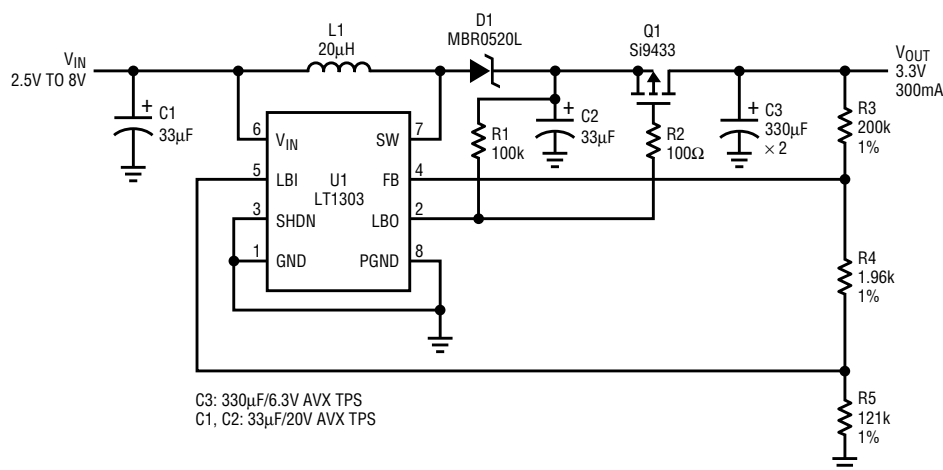 VIN
2.5V TO 8V
L1
20µH
D1
MBR0520L
Q1
Si9433
VOUT
3.3V
300mA
+
C1
33µF
R1
100k
+
C2
33µF
R2
100Ω
+
C3
330µF
× 2
R3
200k
1%
6
VIN
SW
7
5
LBI
FB
4
U1
LT1303
3
SHDN
LBO
2
1
GND
PGND
8
R4
1.96k
1%
R5
121k
1%
C3: 330µF/6.3V AVX TPS
C1, C2: 33µF/20V AVX TPS